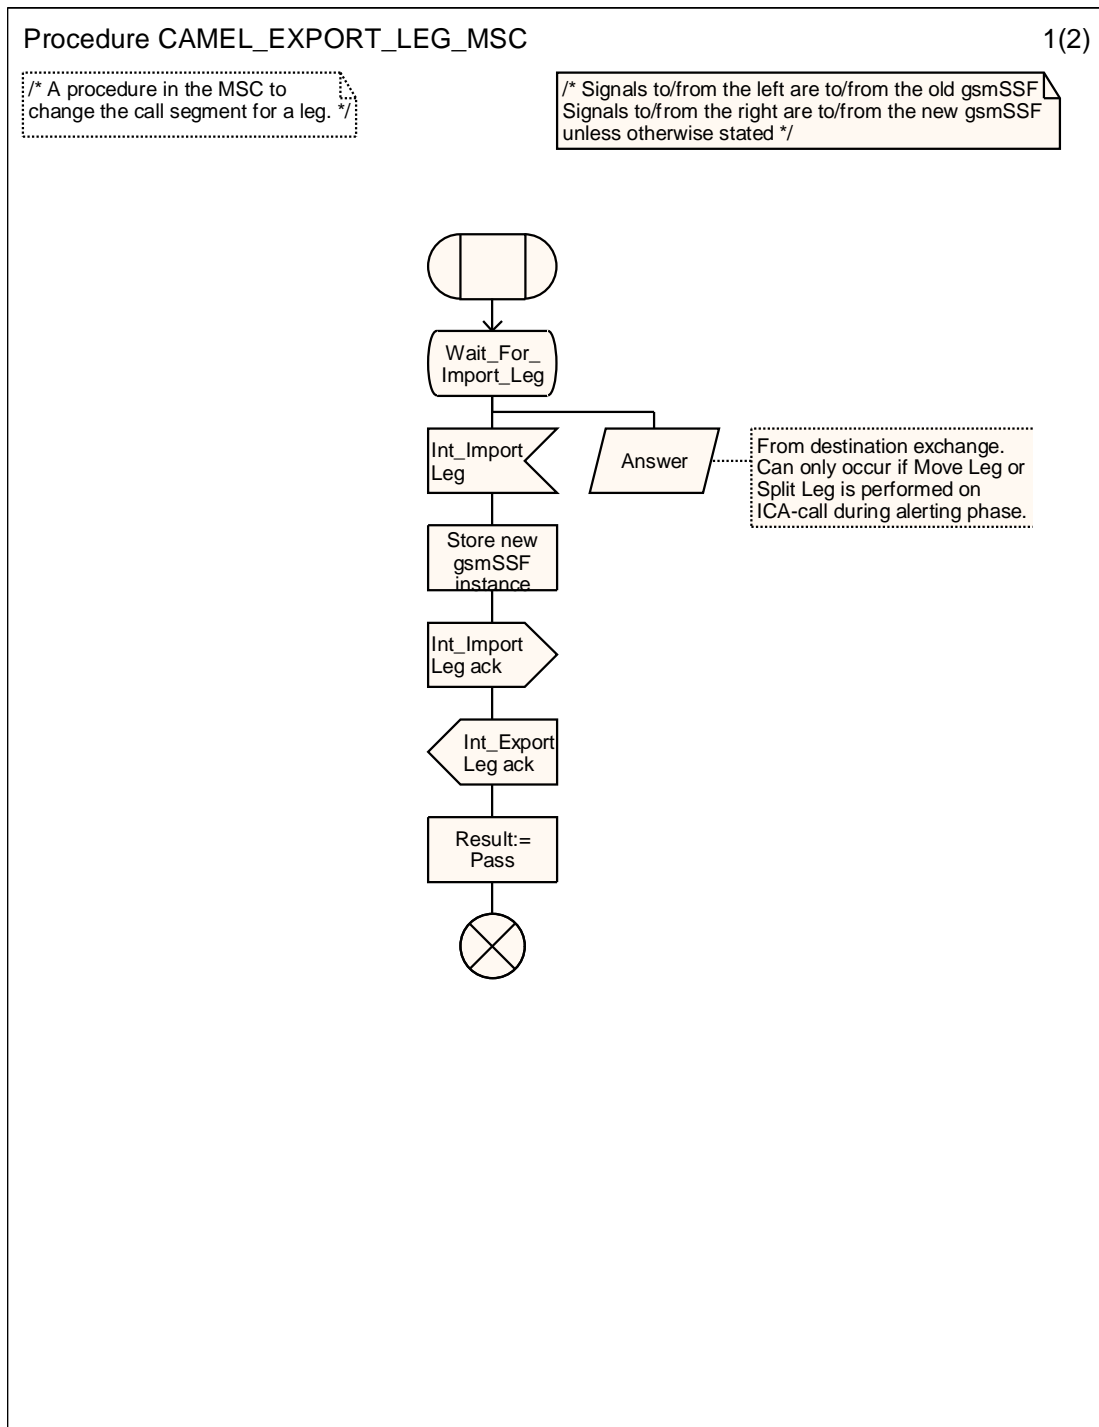 Procedure CAMEL_EXPORT_LEG_MSC
1(2)
/* A procedure in the MSC to
change the call segment for a leg. */
/* Signals to/from the left are to/from the old gsmSSF
Signals to/from the right are to/from the new gsmSSF
unless otherwise stated */
Wait_For_
Import_Leg
Int_Import
Leg
Answer
From destination exchange.
Can only occur if Move Leg or
Split Leg is performed on
ICA-call during alerting phase.
Store new
gsmSSF
instance
Int_Import
Leg ack
Int_Export
Leg ack
Result:=
Pass